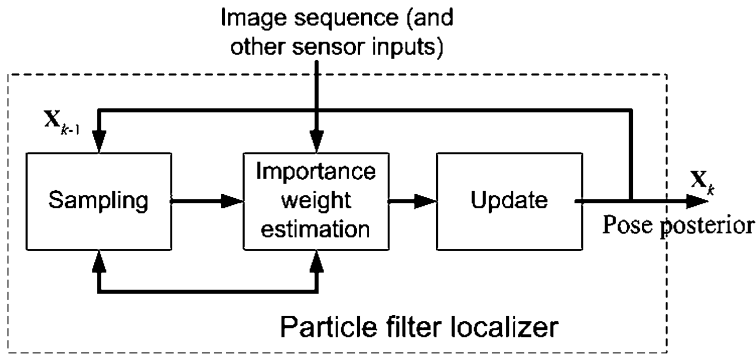 Image sequence (and
other sensor inputs)
X_{k-1}
Sampling
Importance
weight
estimation
Update
X_k
Pose posterior
Particle filter localizer